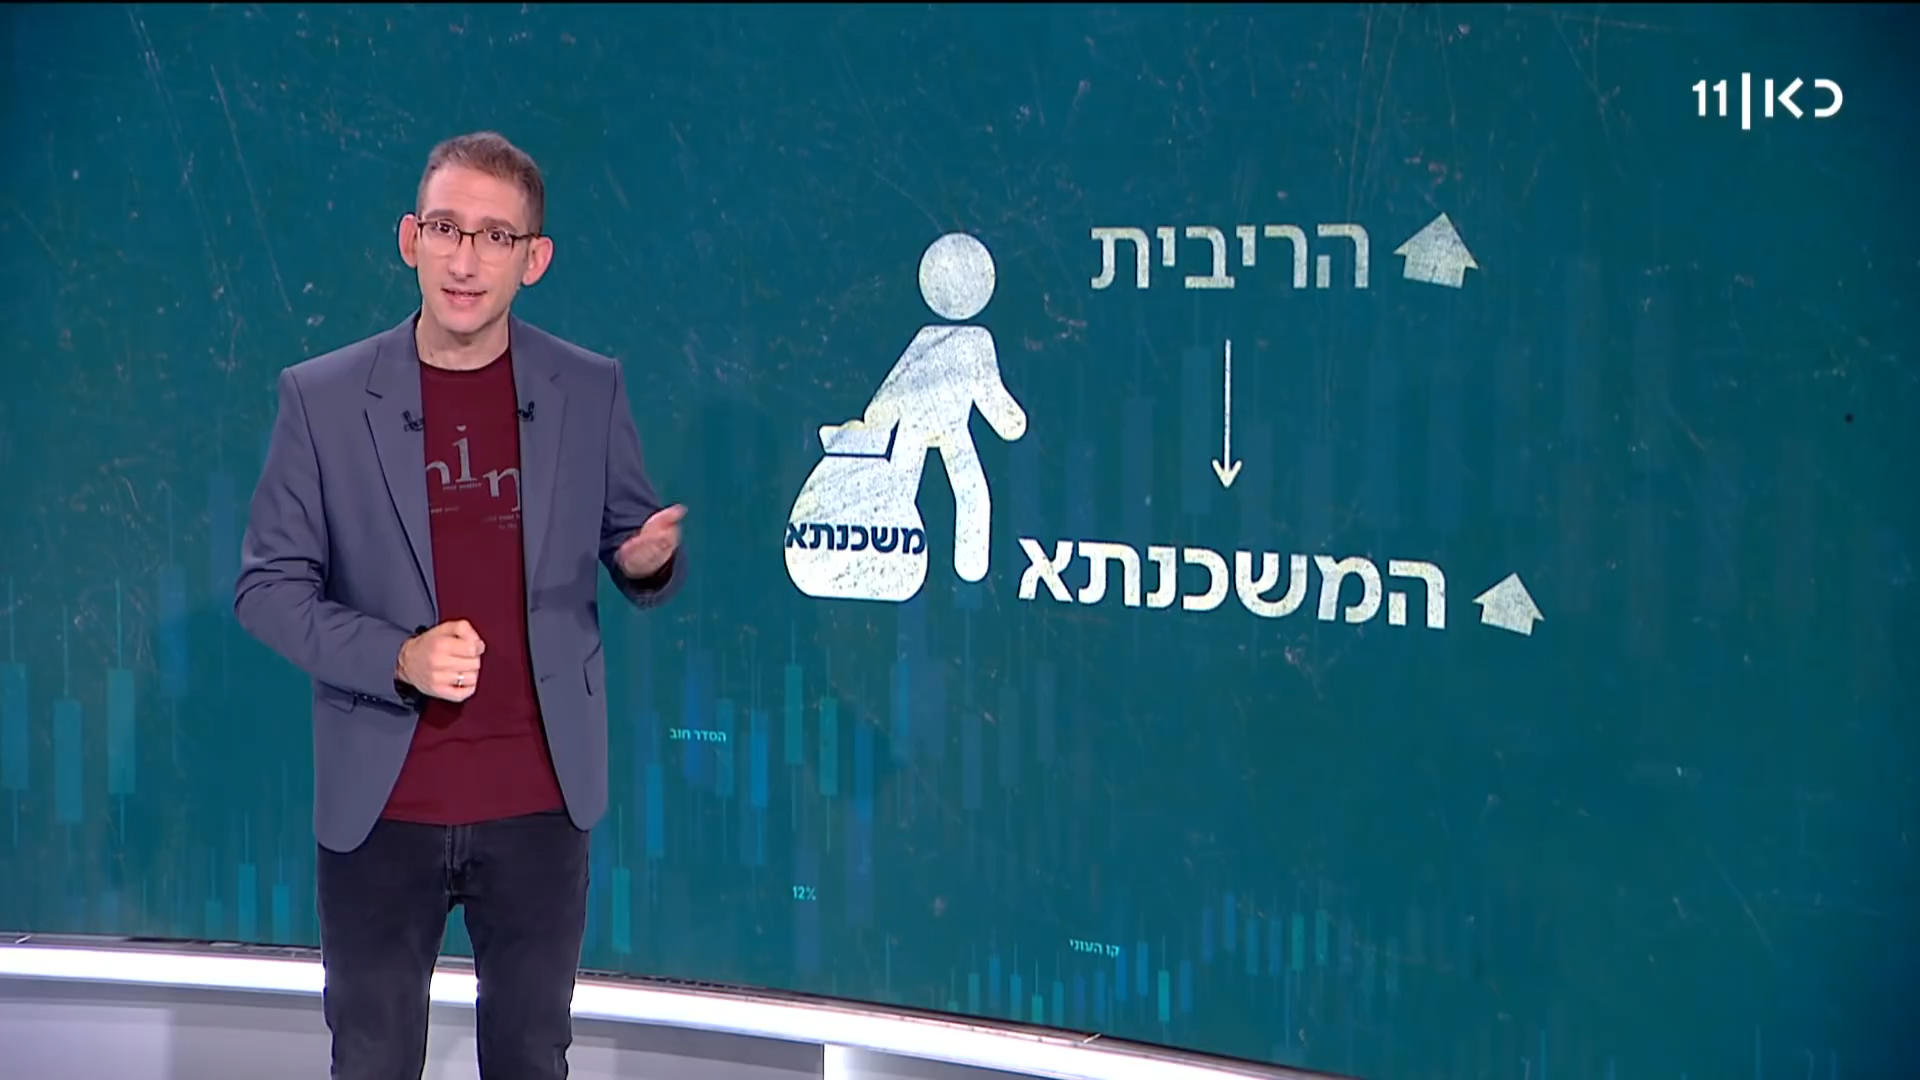 כאן 11
הריבית
משכנתא
המשכנתא
הסדר חוב
12%
קו העוני